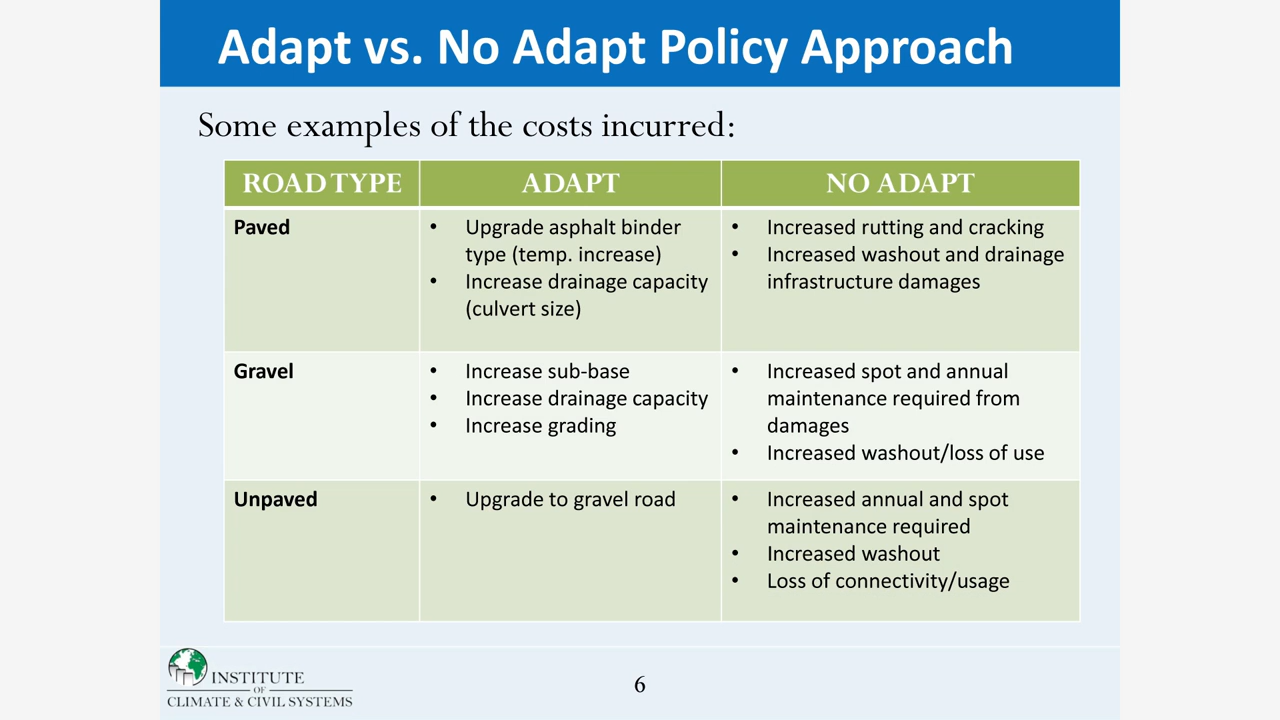 Adapt vs. No Adapt Policy Approach
Some examples of the costs incurred:
ROAD TYPE
ADAPT
NO ADAPT
Paved
• Upgrade asphalt binder
type (temp. increase)
• Increase drainage capacity
(culvert size)
• Increased rutting and cracking
• Increased washout and drainage
infrastructure damages
Gravel
• Increase sub-base
• Increase drainage capacity
• Increase grading
• Increased spot and annual
maintenance required from
damages
• Increased washout/loss of use
Unpaved
• Upgrade to gravel road
• Increased annual and spot
maintenance required
• Increased washout
• Loss of connectivity/usage
INSTITUTE
OF
CLIMATE & CIVIL SYSTEMS
6